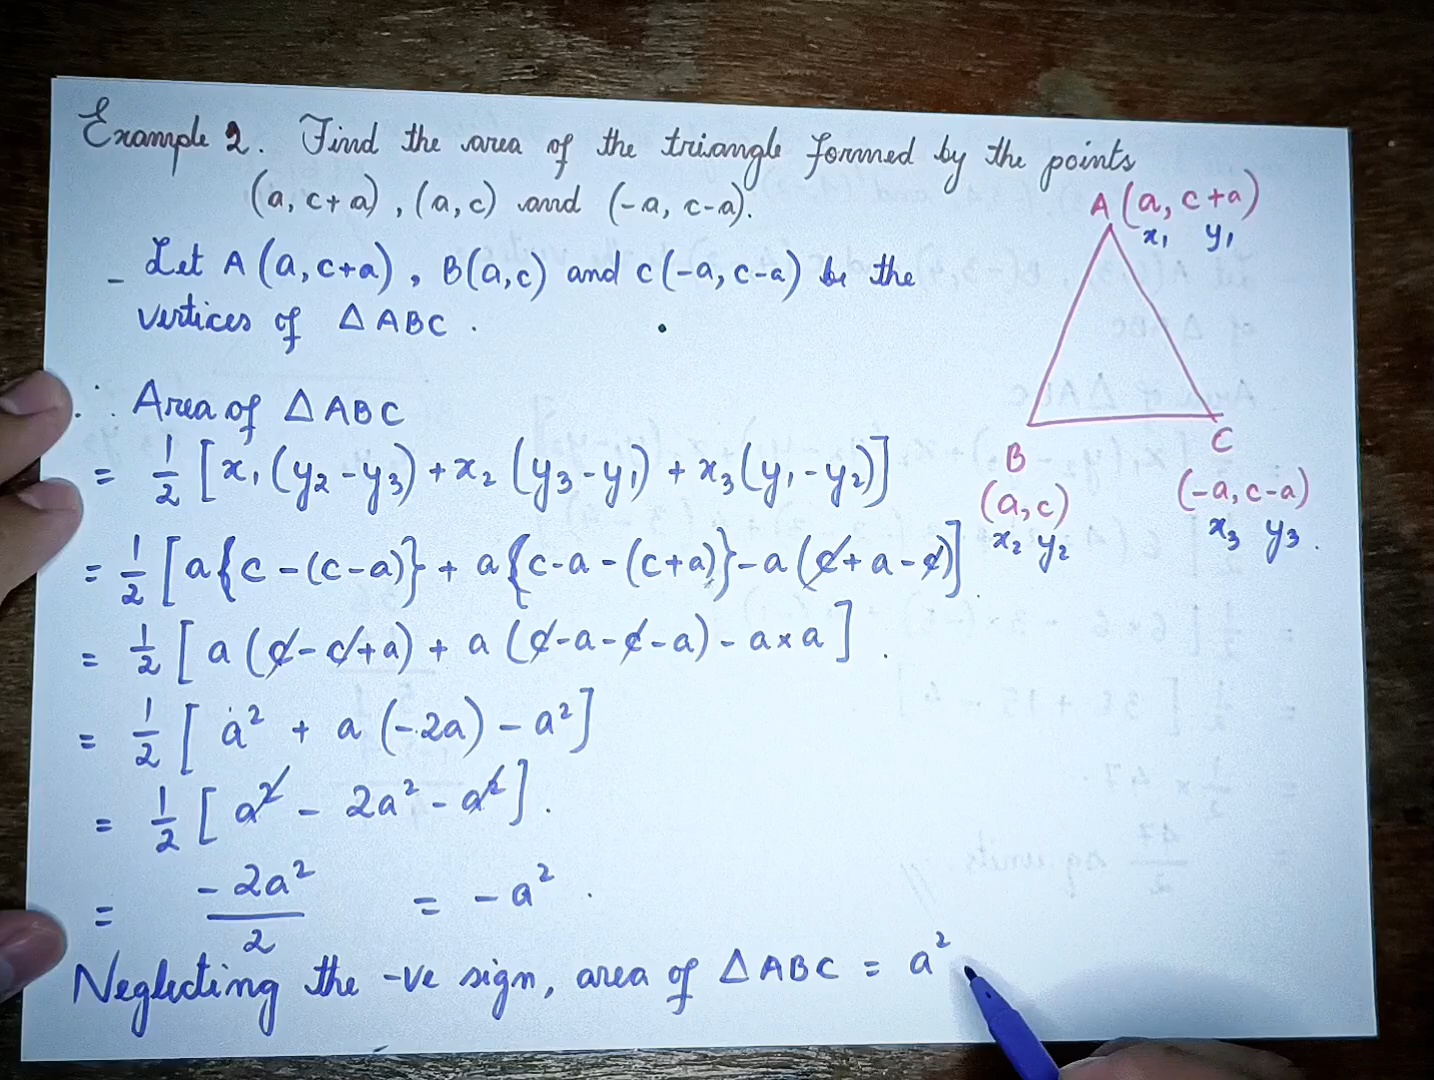 Example 2. Find the area of the triangle formed by the points
(a, c+a), (a, c) and (-a, c-a).
- Let A (a, c+a), B(a,c) and C(-a, c-a) be the
vertices of △ ABC.
∴ Area of △ ABC
= 1/2 [x₁ (y₂ - y₃) + x₂ (y₃ - y₁) + x₃ (y₁ - y₂)]
= 1/2 [a{c - (c-a)} + a{c-a - (c+a)} - a (c+a-c)]
= 1/2 [a (c-c+a) + a (c-a-c-a) - a×a].
= 1/2 [a² + a (-2a) - a²]
= 1/2 [a² - 2a² - a²].
= -2a²/2 = -a².
Neglecting the -ve sign, area of △ ABC = a²
A (a, c+a)
x₁ y₁
B
(a,c)
x₂ y₂
C
(-a, c-a)
x₃ y₃.